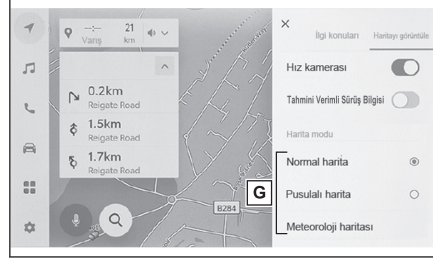 --:-- 21
Varış km
0.2km
Reigate Road
1.5km
Reigate Road
1.7km
Reigate Road
B284
G
İlgi konuları Haritayı görüntüle
Hız kamerası
Tahmini Verimli Sürüş Bilgisi
Harita modu
Normal harita
Pusulalı harita
Meteoroloji haritası